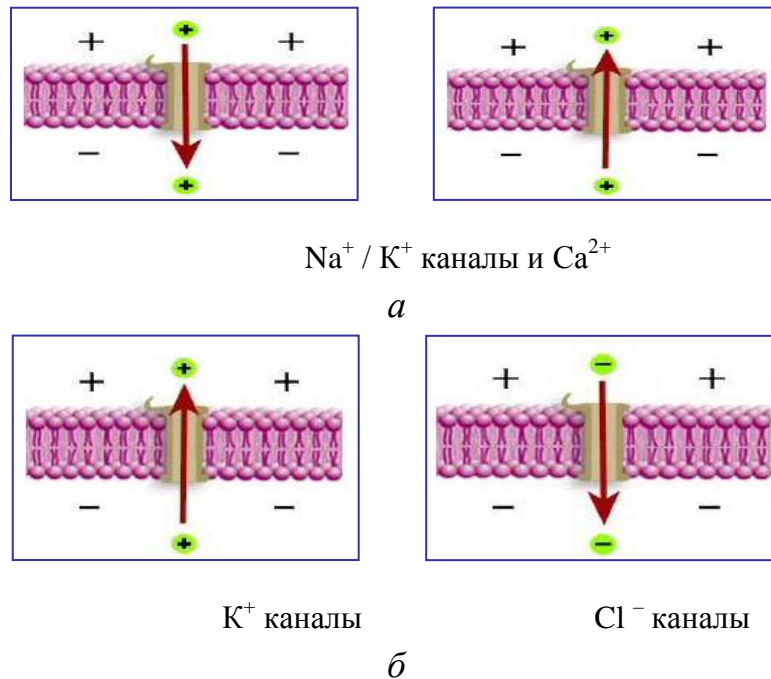 + + +
+
− −
+ + +
+
− −
Na⁺ / К⁺ каналы и Ca²⁺
а
+ + +
+
− −
+ − +
− −
−
К⁺ каналы Cl ⁻ каналы
б